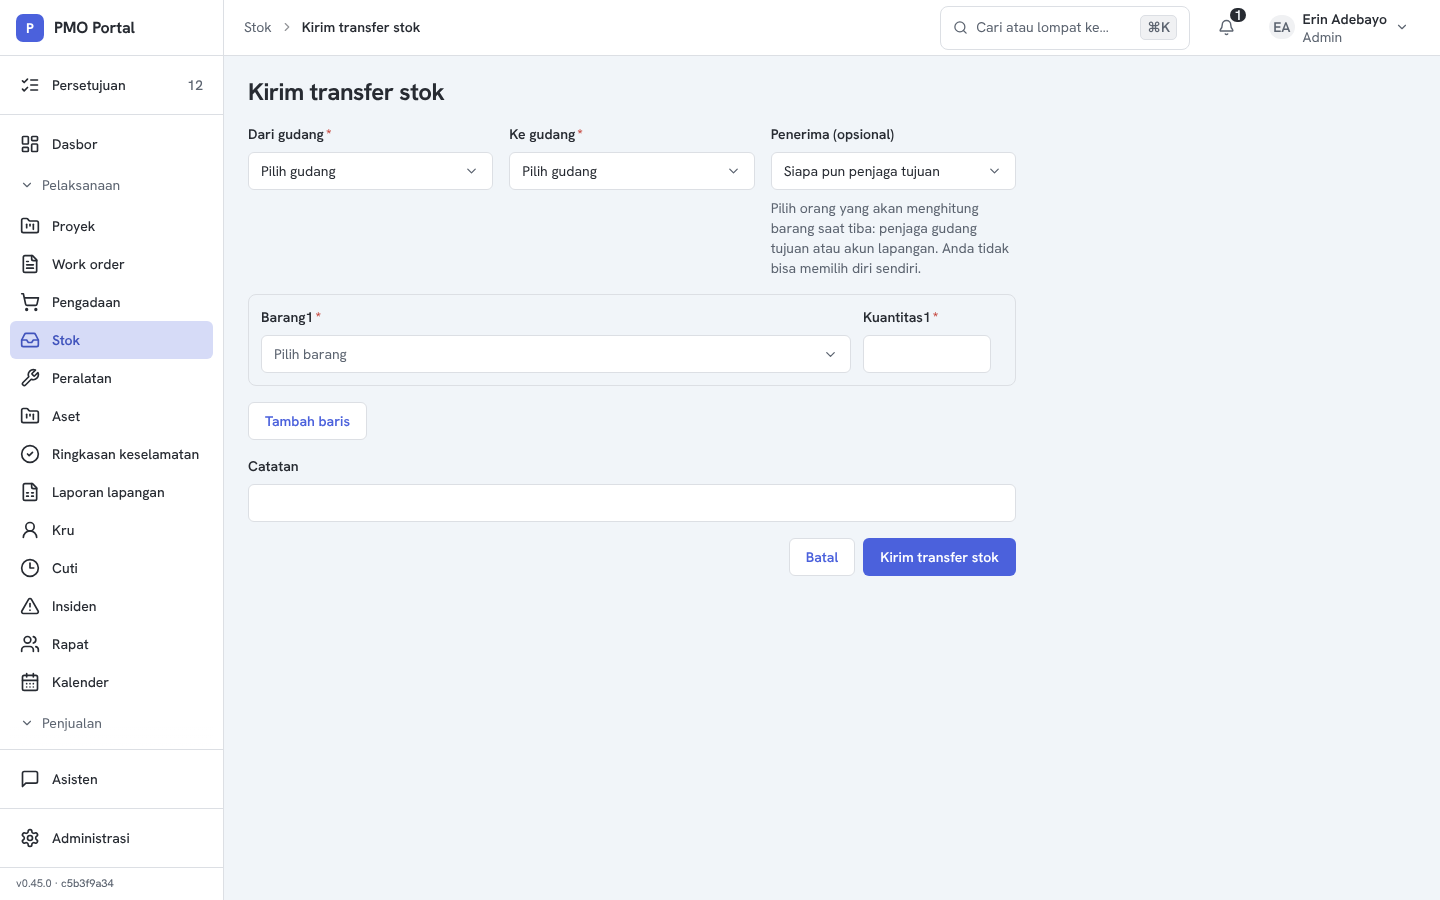 P PMO Portal
Stok > Kirim transfer stok
Cari atau lompat ke...
⌘K
1
EA
Erin Adebayo
Admin
Persetujuan 12
Dasbor
Pelaksanaan
Proyek
Work order
Pengadaan
Stok
Peralatan
Aset
Ringkasan keselamatan
Laporan lapangan
Kru
Cuti
Insiden
Rapat
Kalender
Penjualan
Asisten
Administrasi
v0.45.0 · c5b3f9a34
Kirim transfer stok
Dari gudang*
Pilih gudang
Ke gudang*
Pilih gudang
Penerima (opsional)
Siapa pun penjaga tujuan
Pilih orang yang akan menghitung
barang saat tiba: penjaga gudang
tujuan atau akun lapangan. Anda tidak
bisa memilih diri sendiri.
Barang1*
Pilih barang
Kuantitas1*
Tambah baris
Catatan
Batal
Kirim transfer stok